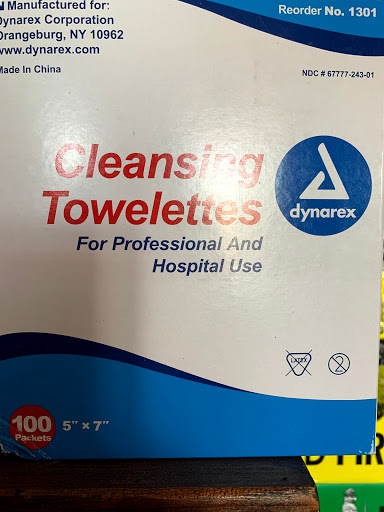 Manufactured for:
Dynarex Corporation
Orangeburg, NY 10962
www.dynarex.com
Made In China
Reorder No. 1301
NDC # 67777-243-01
Cleansing
Towelettes
dynarex
For Professional And
Hospital Use
LATEX
2
100
Packets
5" × 7"